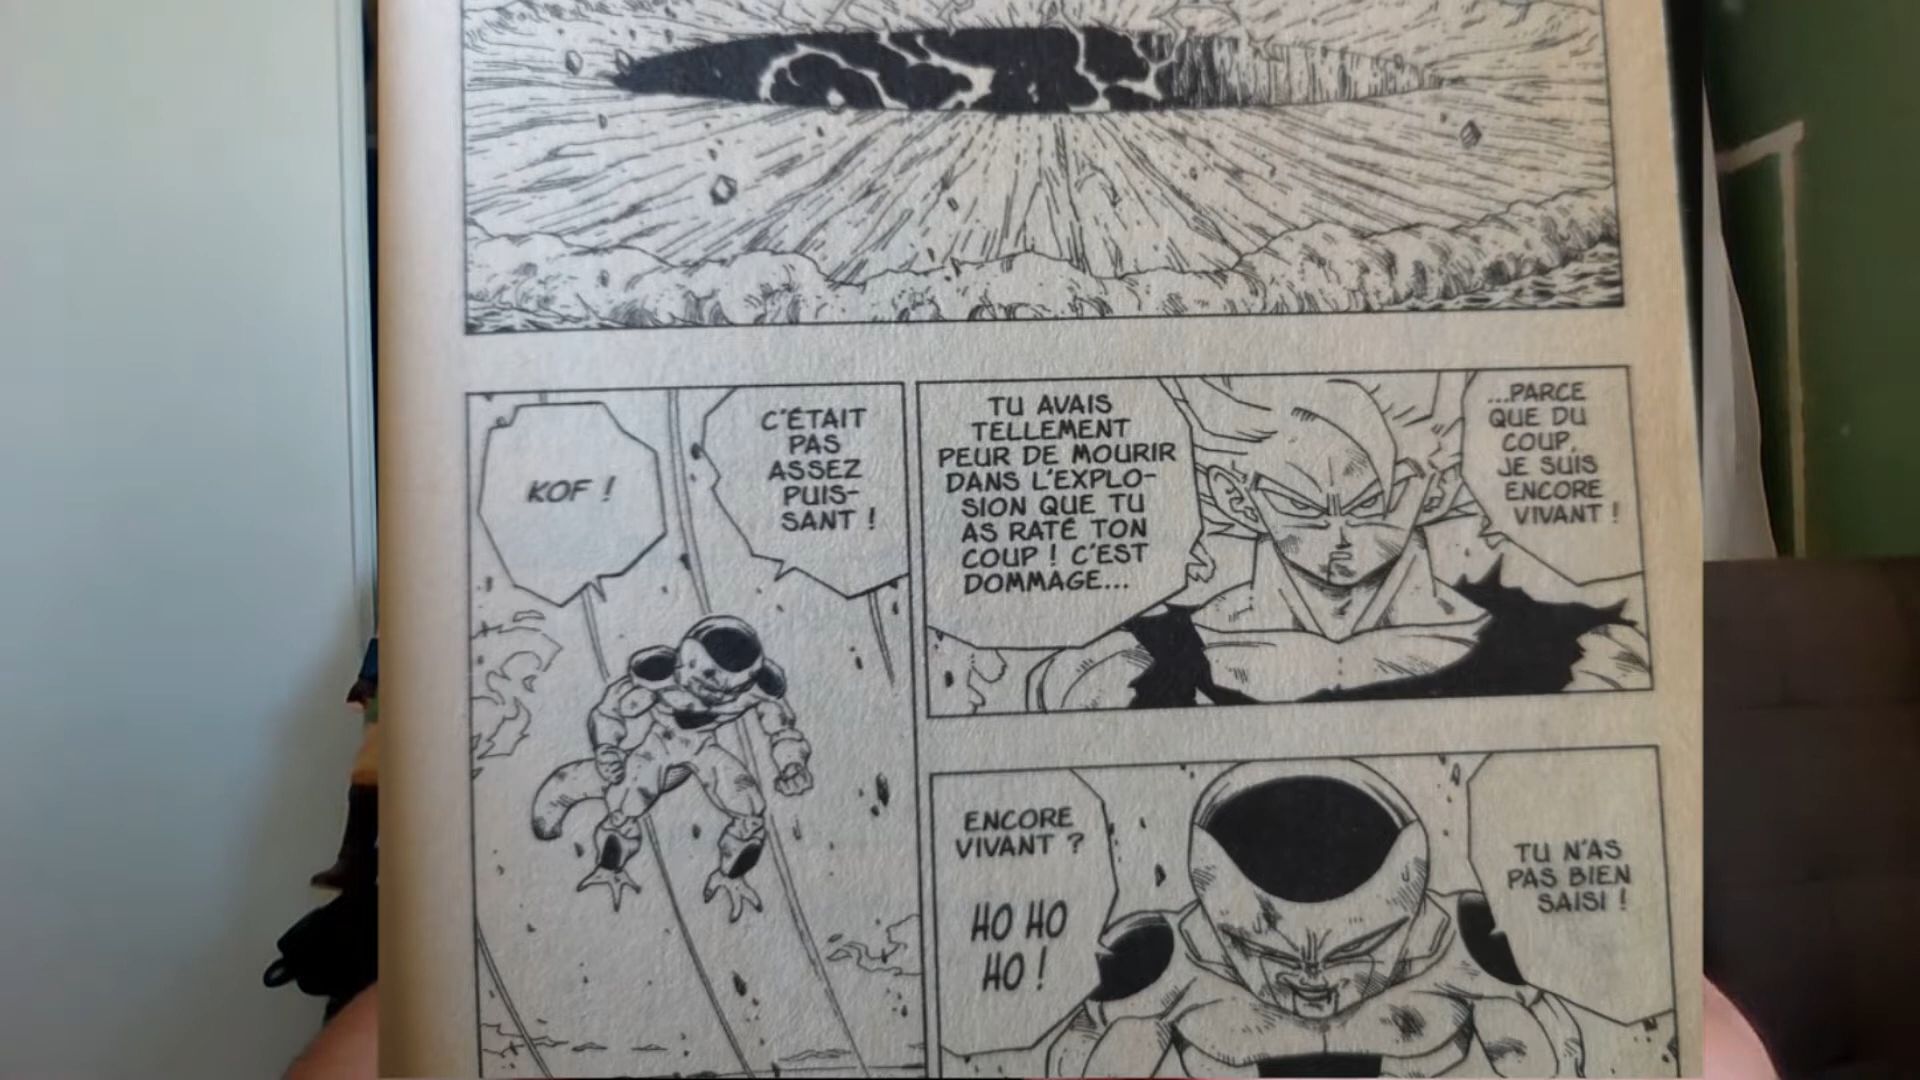 KOF !
C'ÉTAIT
PAS
ASSEZ
PUIS-
SANT !
TU AVAIS
TELLEMENT
PEUR DE MOURIR
DANS L'EXPLO-
SION QUE TU
AS RATÉ TON
COUP ! C'EST
DOMMAGE...
...PARCE
QUE DU
COUP,
JE SUIS
ENCORE
VIVANT !
ENCORE
VIVANT ?
HO HO
HO !
TU N'AS
PAS BIEN
SAISI !